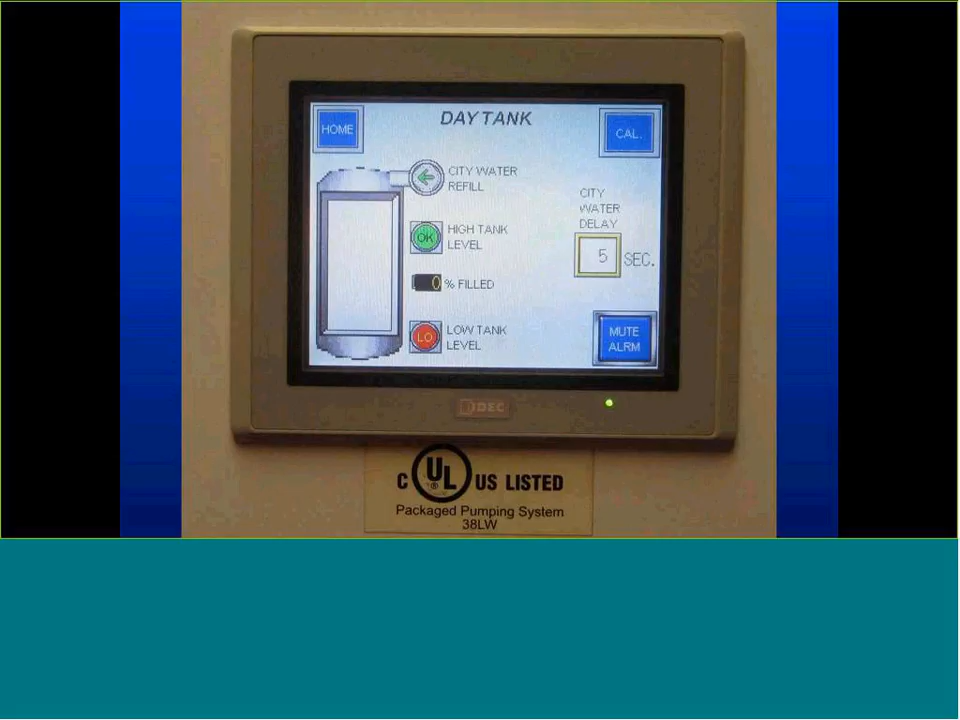 DAY TANK
HOME
CAL.
CITY WATER
REFILL
CITY
WATER
DELAY
HIGH TANK
LEVEL
OK
5 SEC.
0 % FILLED
LOW TANK
LEVEL
LO
MUTE
ALRM
IDEC
C UL ® US LISTED
Packaged Pumping System
38LW